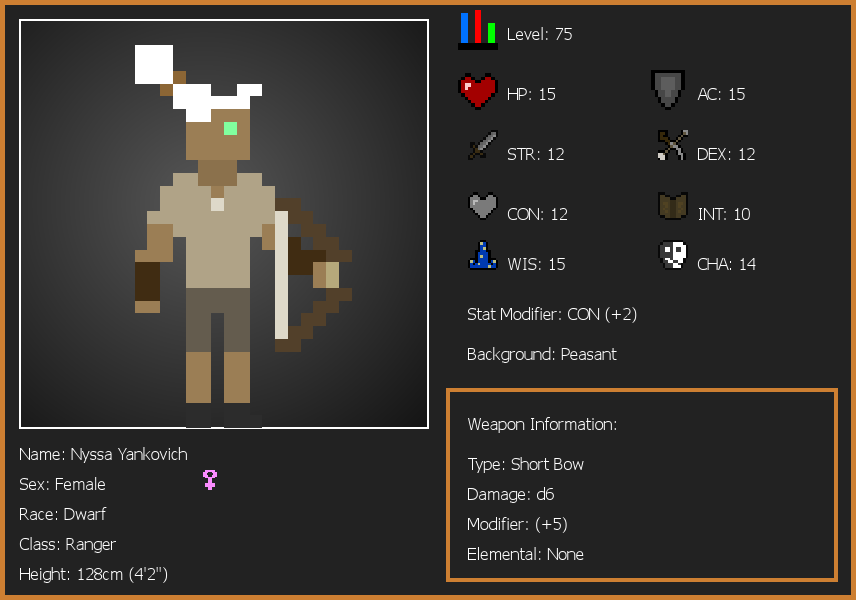 Level: 75
HP: 15
AC: 15
STR: 12
DEX: 12
CON: 12
INT: 10
WIS: 15
CHA: 14
Stat Modifier: CON (+2)
Background: Peasant
Weapon Information:
Type: Short Bow
Damage: d6
Modifier: (+5)
Elemental: None
Name: Nyssa Yankovich
Sex: Female
Race: Dwarf
Class: Ranger
Height: 128cm (4'2")